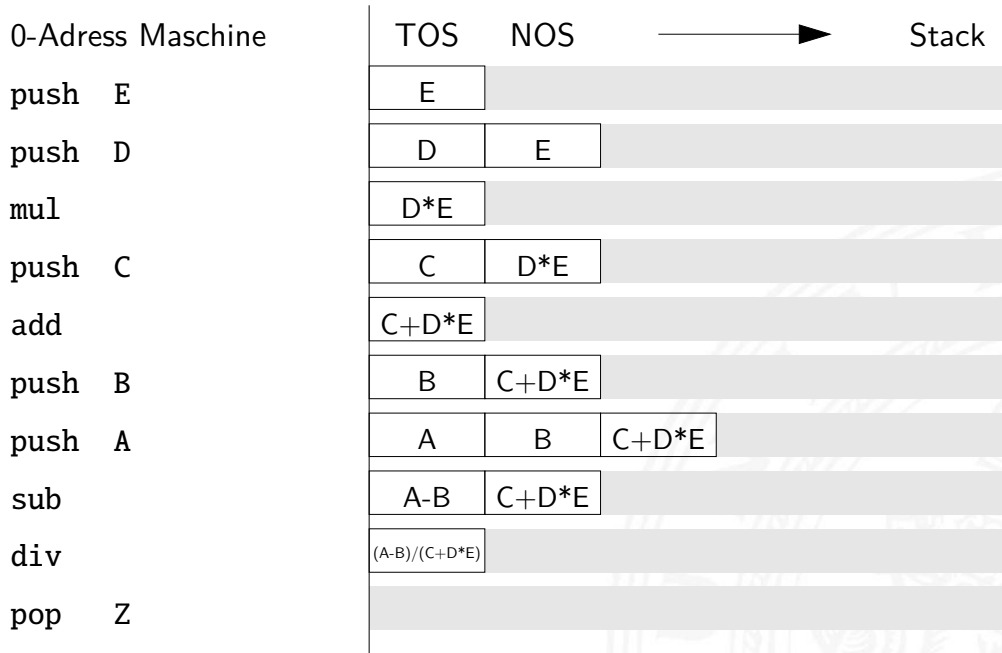 0-Adress Maschine TOS NOS Stack
push E E
push D D E
mul D*E
push C C D*E
add C+D*E
push B B C+D*E
push A A B C+D*E
sub A-B C+D*E
div (A-B)/(C+D*E)
pop Z